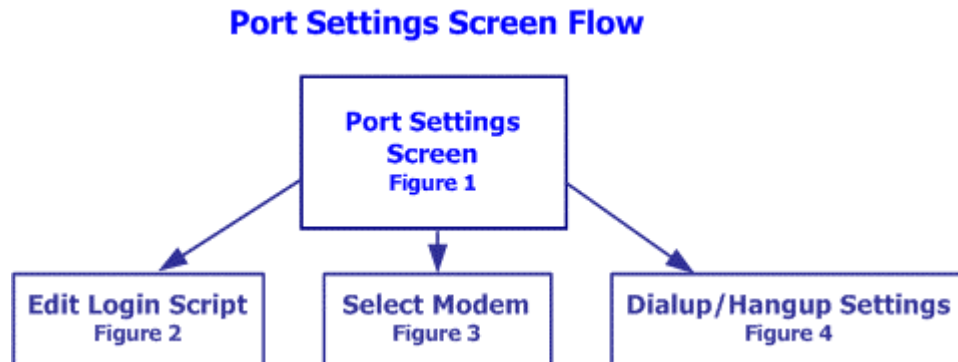 Port Settings Screen Flow
Port Settings
Screen
Figure 1
Edit Login Script
Figure 2
Select Modem
Figure 3
Dialup/Hangup Settings
Figure 4